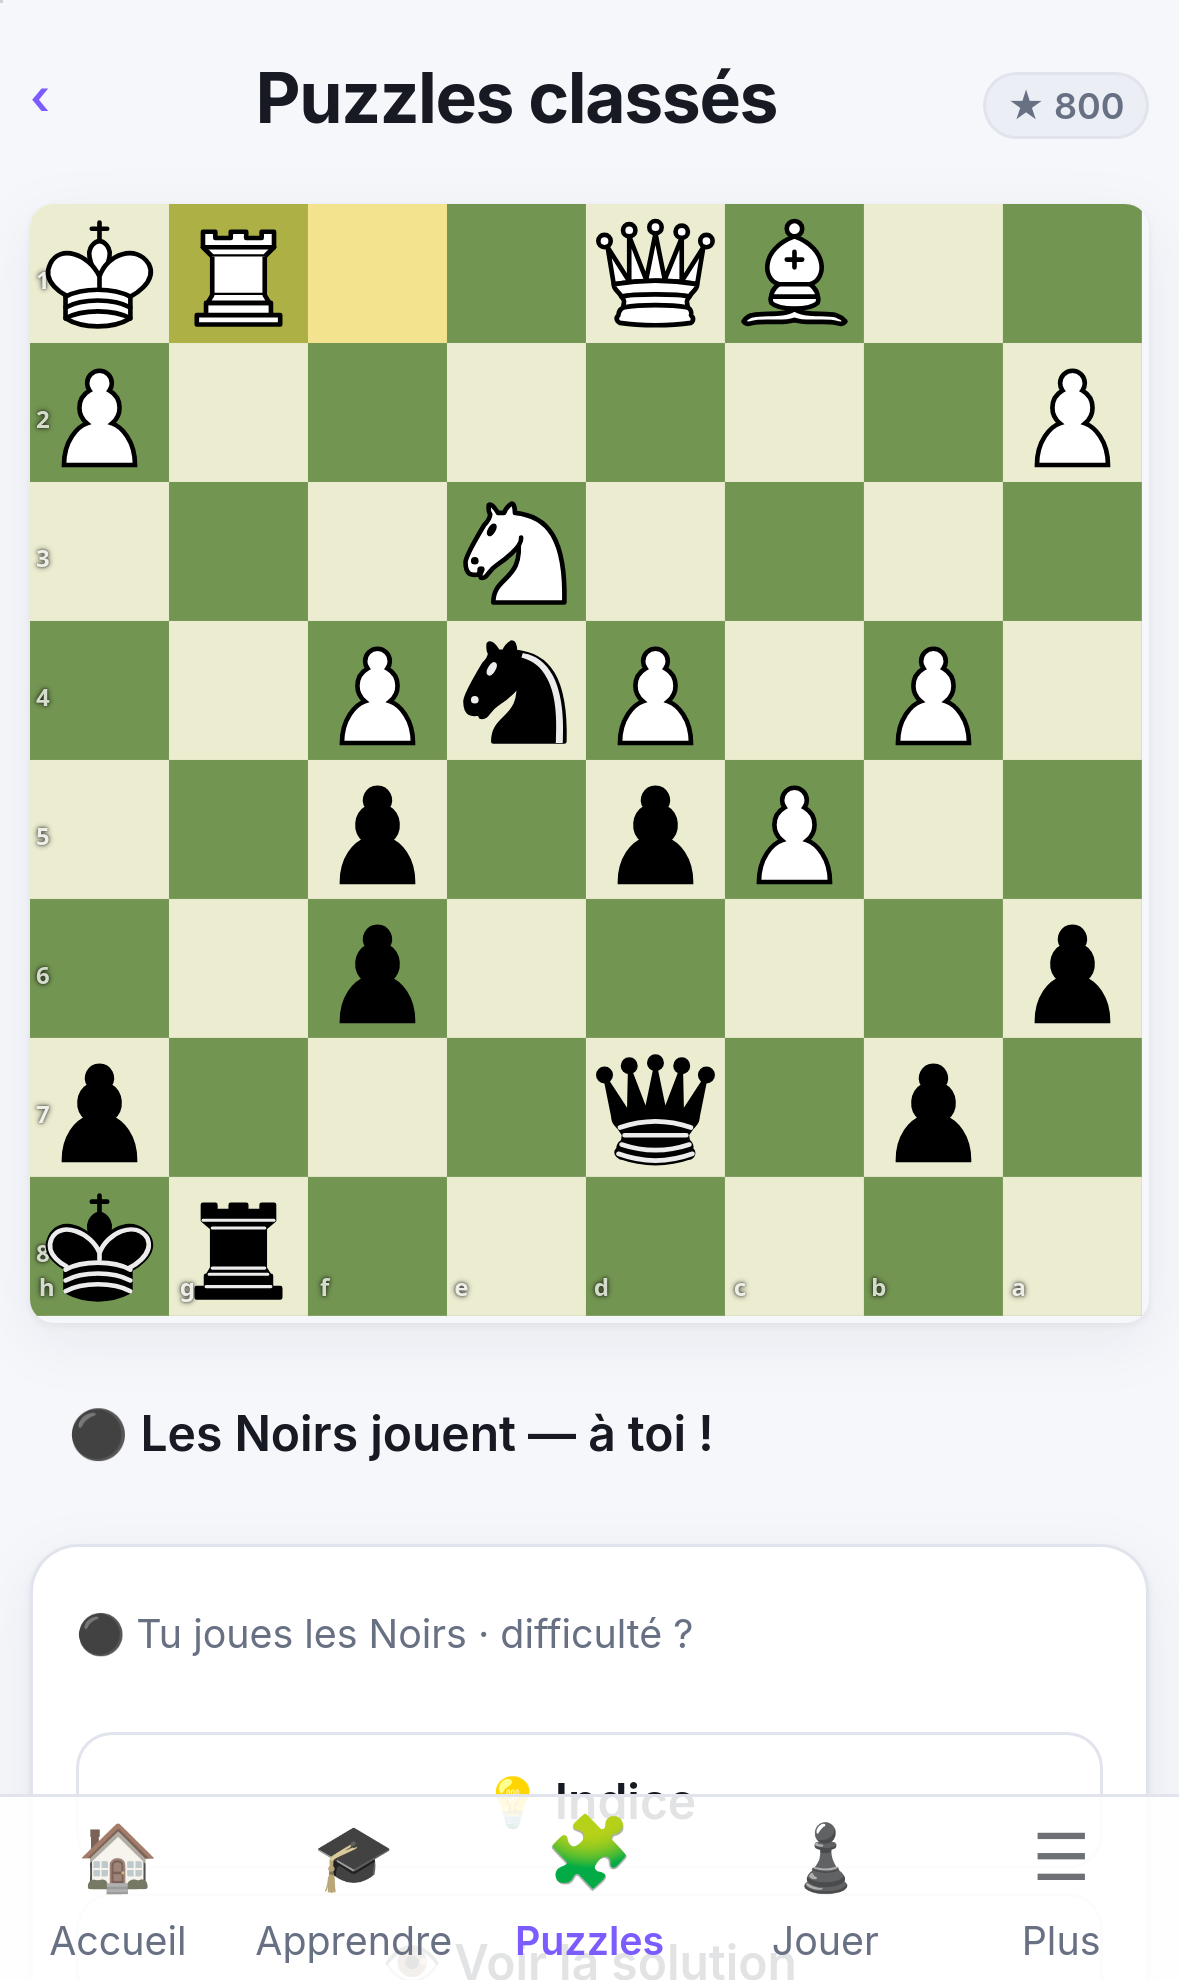 ‹ Puzzles classés ★ 800
1
2
3
4
5
6
7
8
h g f e d c b a
Les Noirs jouent — à toi !
Tu joues les Noirs · difficulté ?
Indice
Voir la solution
Accueil Apprendre Puzzles Jouer Plus